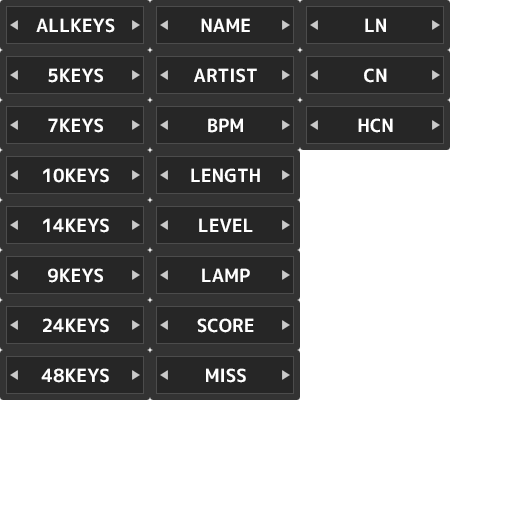 ALLKEYS
NAME
LN
5KEYS
ARTIST
CN
7KEYS
BPM
HCN
10KEYS
LENGTH
14KEYS
LEVEL
9KEYS
LAMP
24KEYS
SCORE
48KEYS
MISS